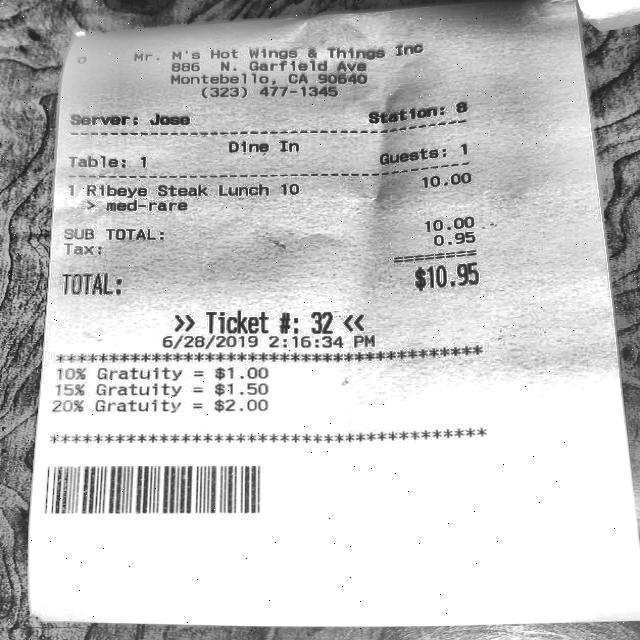 Mr. M's Hot Wings & Things Inc
886 N. Garfield Ave
Montebello, CA 90640
(323) 477-1345
Server: Jose Station: 8
Dine In
Table: 1 Guests: 1
1 Ribeye Steak Lunch 10 10.00
> med-rare
SUB TOTAL: 10.00
Tax: 0.95
========
TOTAL: $10.95
>> Ticket #: 32 <<
6/28/2019 2:16:34 PM
****************************************
10% Gratuity = $1.00
15% Gratuity = $1.50
20% Gratuity = $2.00
****************************************